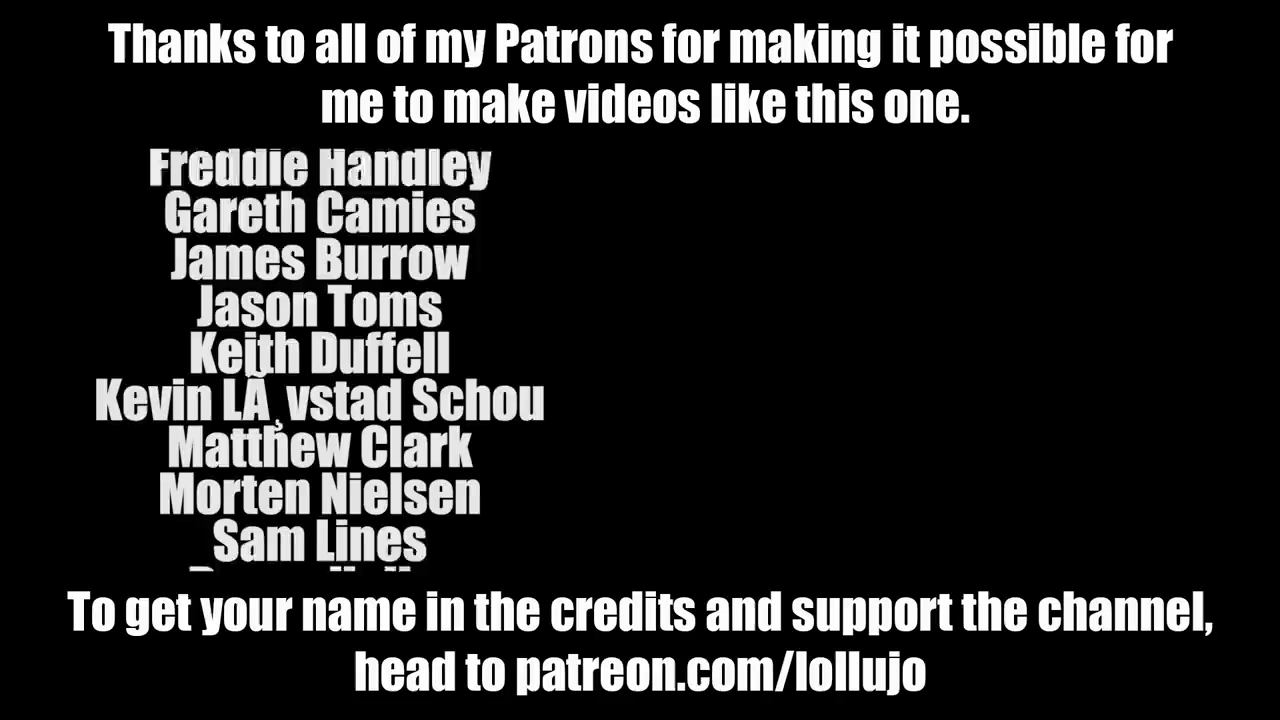 Thanks to all of my Patrons for making it possible for
me to make videos like this one.
Freddie Handley
Gareth Camies
James Burrow
Jason Toms
Keith Duffell
Kevin LÃ¸vstad Schou
Matthew Clark
Morten Nielsen
Sam Lines
To get your name in the credits and support the channel,
head to patreon.com/lollujo